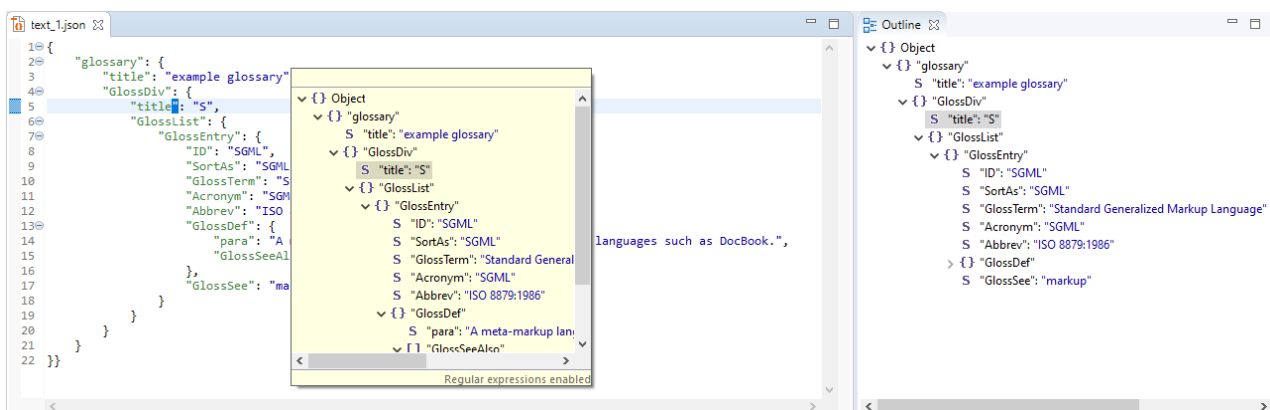 text_1.json
1 {
2 "glossary": {
3 "title": "example glossary"
4 "GlossDiv": {
5 "title": "S",
6 "GlossList": {
7 "GlossEntry": {
8 "ID": "SGML",
9 "SortAs": "SGML
10 "GlossTerm": "S
11 "Acronym": "SGM
12 "Abbrev": "ISO
13 "GlossDef": {
14 "para": "A languages such as DocBook.",
15 "GlossSeeAl
16 },
17 "GlossSee": "ma
18 }
19 }
20 }
21 }
22 }}
{} Object
{} "glossary"
S "title": "example glossary"
{} "GlossDiv"
S "title": "S"
{} "GlossList"
{} "GlossEntry"
S "ID": "SGML"
S "SortAs": "SGML"
S "GlossTerm": "Standard General
S "Acronym": "SGML"
S "Abbrev": "ISO 8879:1986"
{} "GlossDef"
S "para": "A meta-markup lan
[] "GlossSeeAlso"
Regular expressions enabled
Outline
{} Object
{} "glossary"
S "title": "example glossary"
{} "GlossDiv"
S "title": "S"
{} "GlossList"
{} "GlossEntry"
S "ID": "SGML"
S "SortAs": "SGML"
S "GlossTerm": "Standard Generalized Markup Language"
S "Acronym": "SGML"
S "Abbrev": "ISO 8879:1986"
{} "GlossDef"
S "GlossSee": "markup"